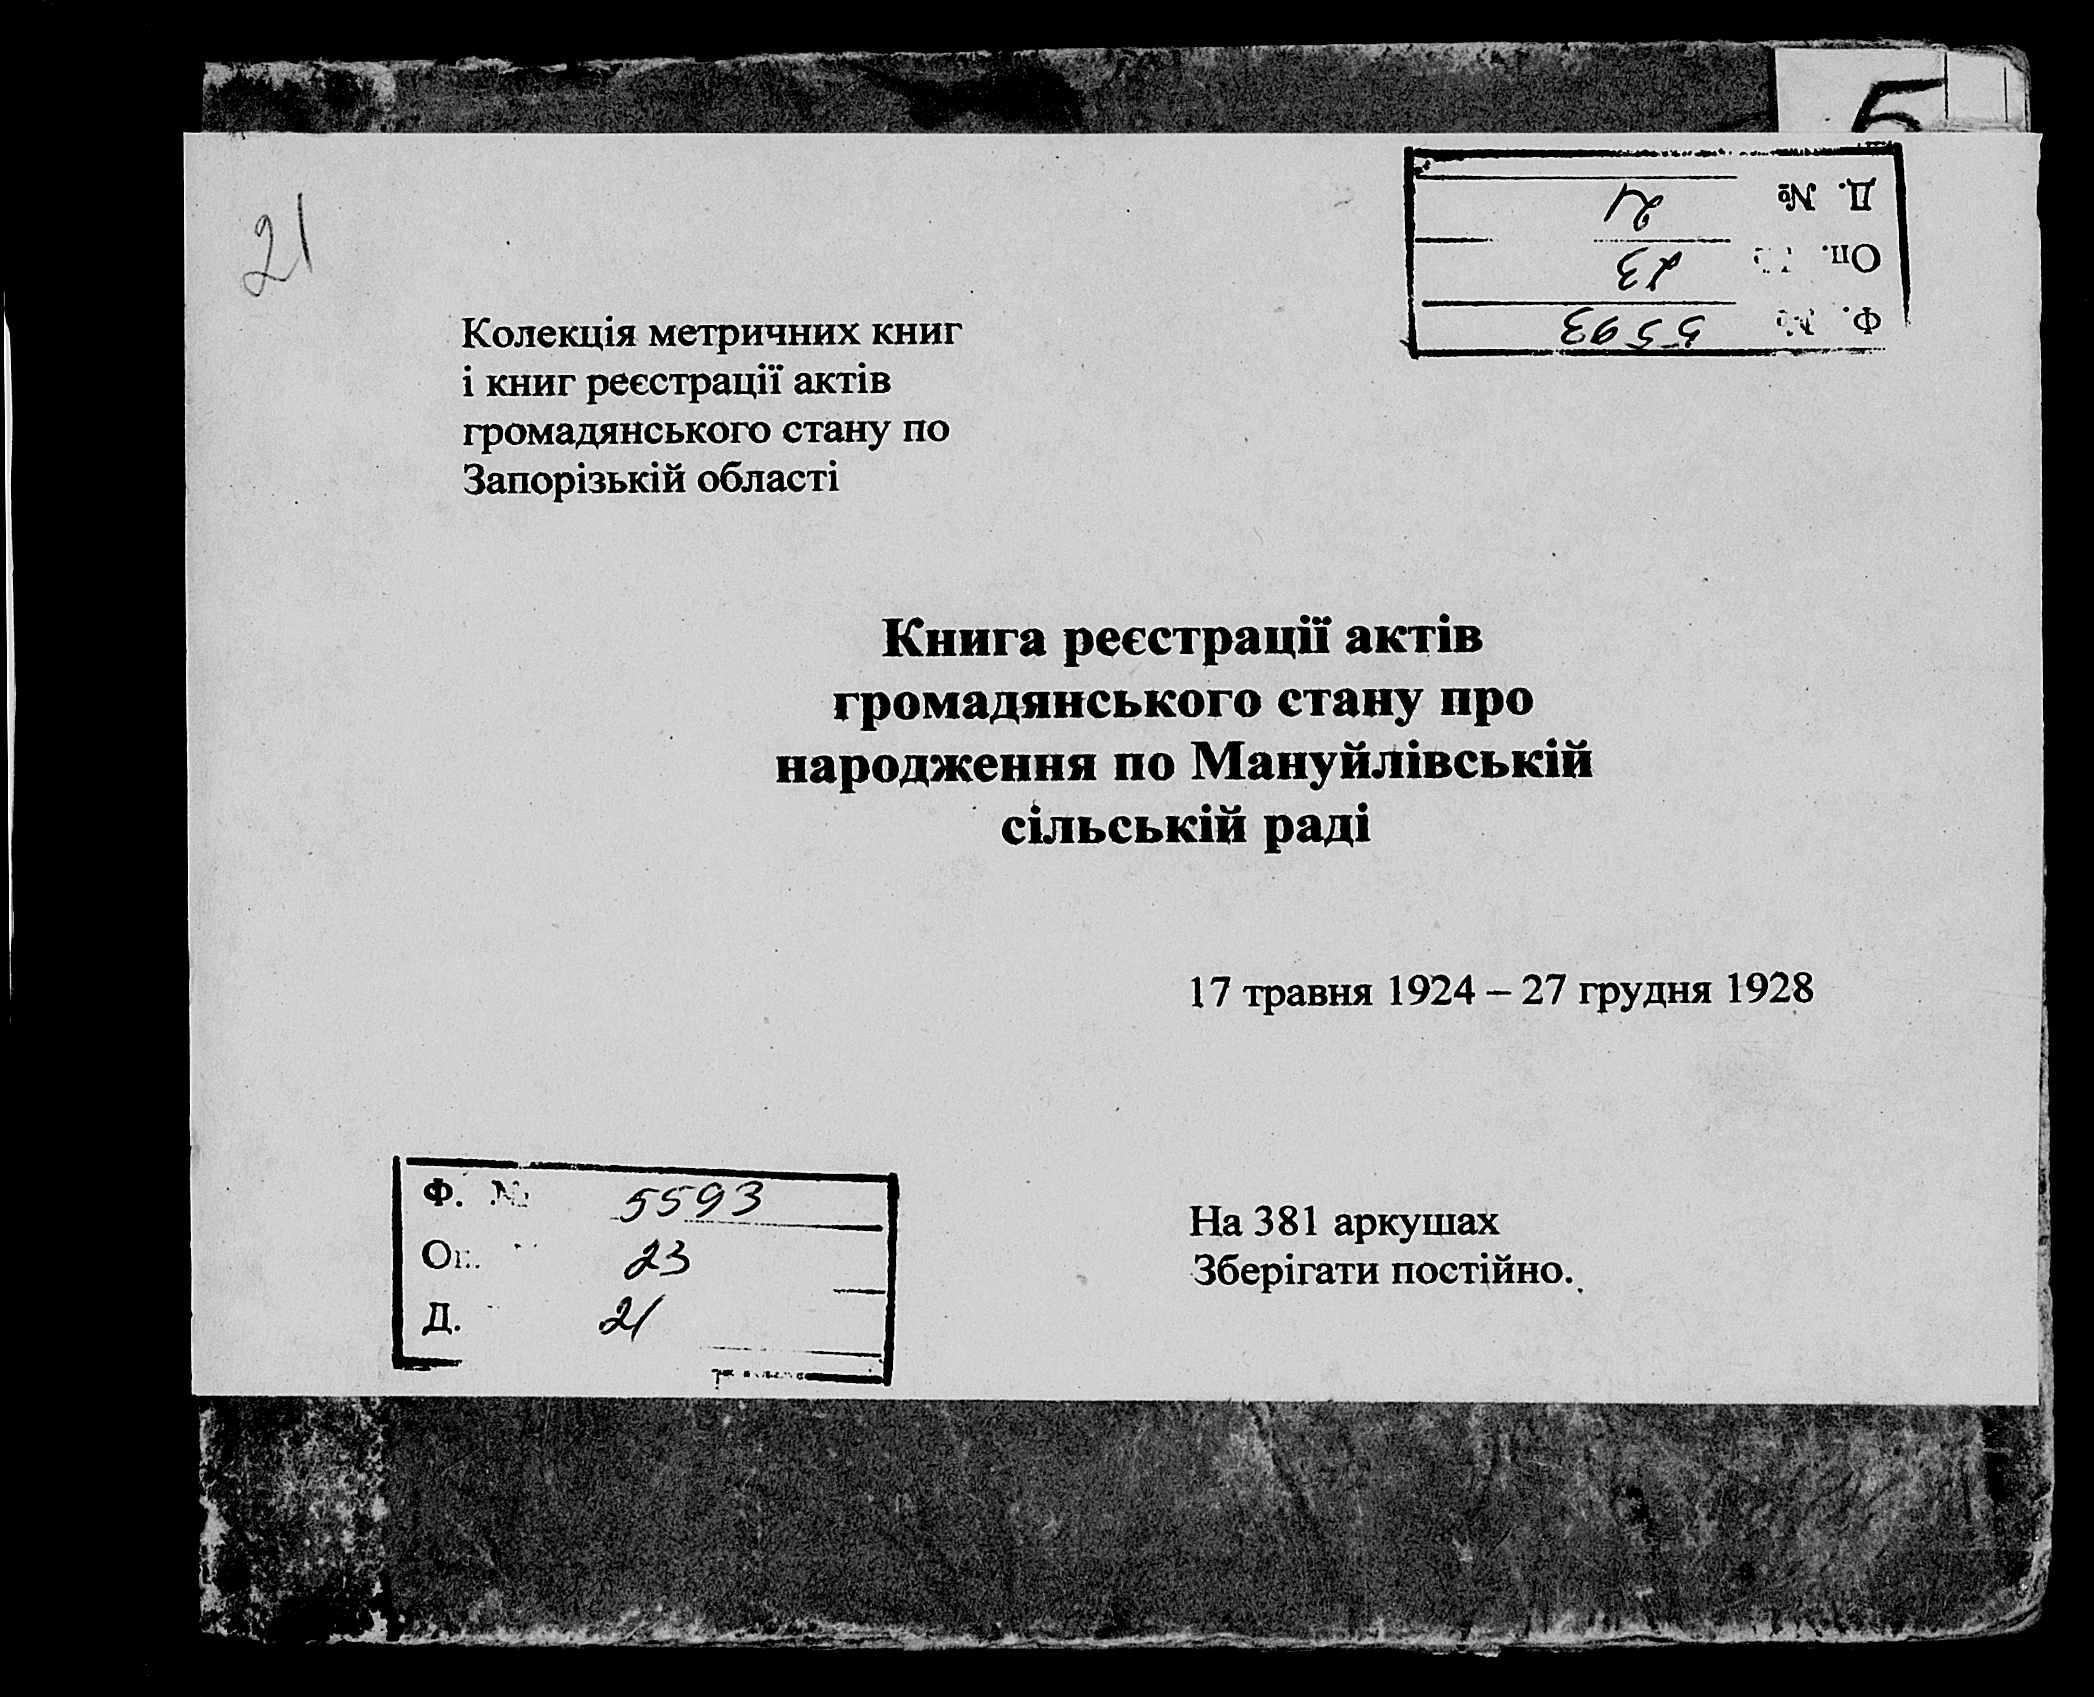 5
21
Д. № 21
Оп. 23
Ф. № 5593
Колекція метричних книг
і книг реєстрації актів
громадянського стану по
Запорізькій області
Книга реєстрації актів
громадянського стану про
народження по Мануйлівській
сільській раді
17 травня 1924 – 27 грудня 1928
Ф. № 5593
Оп. 23
Д. 21
На 381 аркушах
Зберігати постійно.